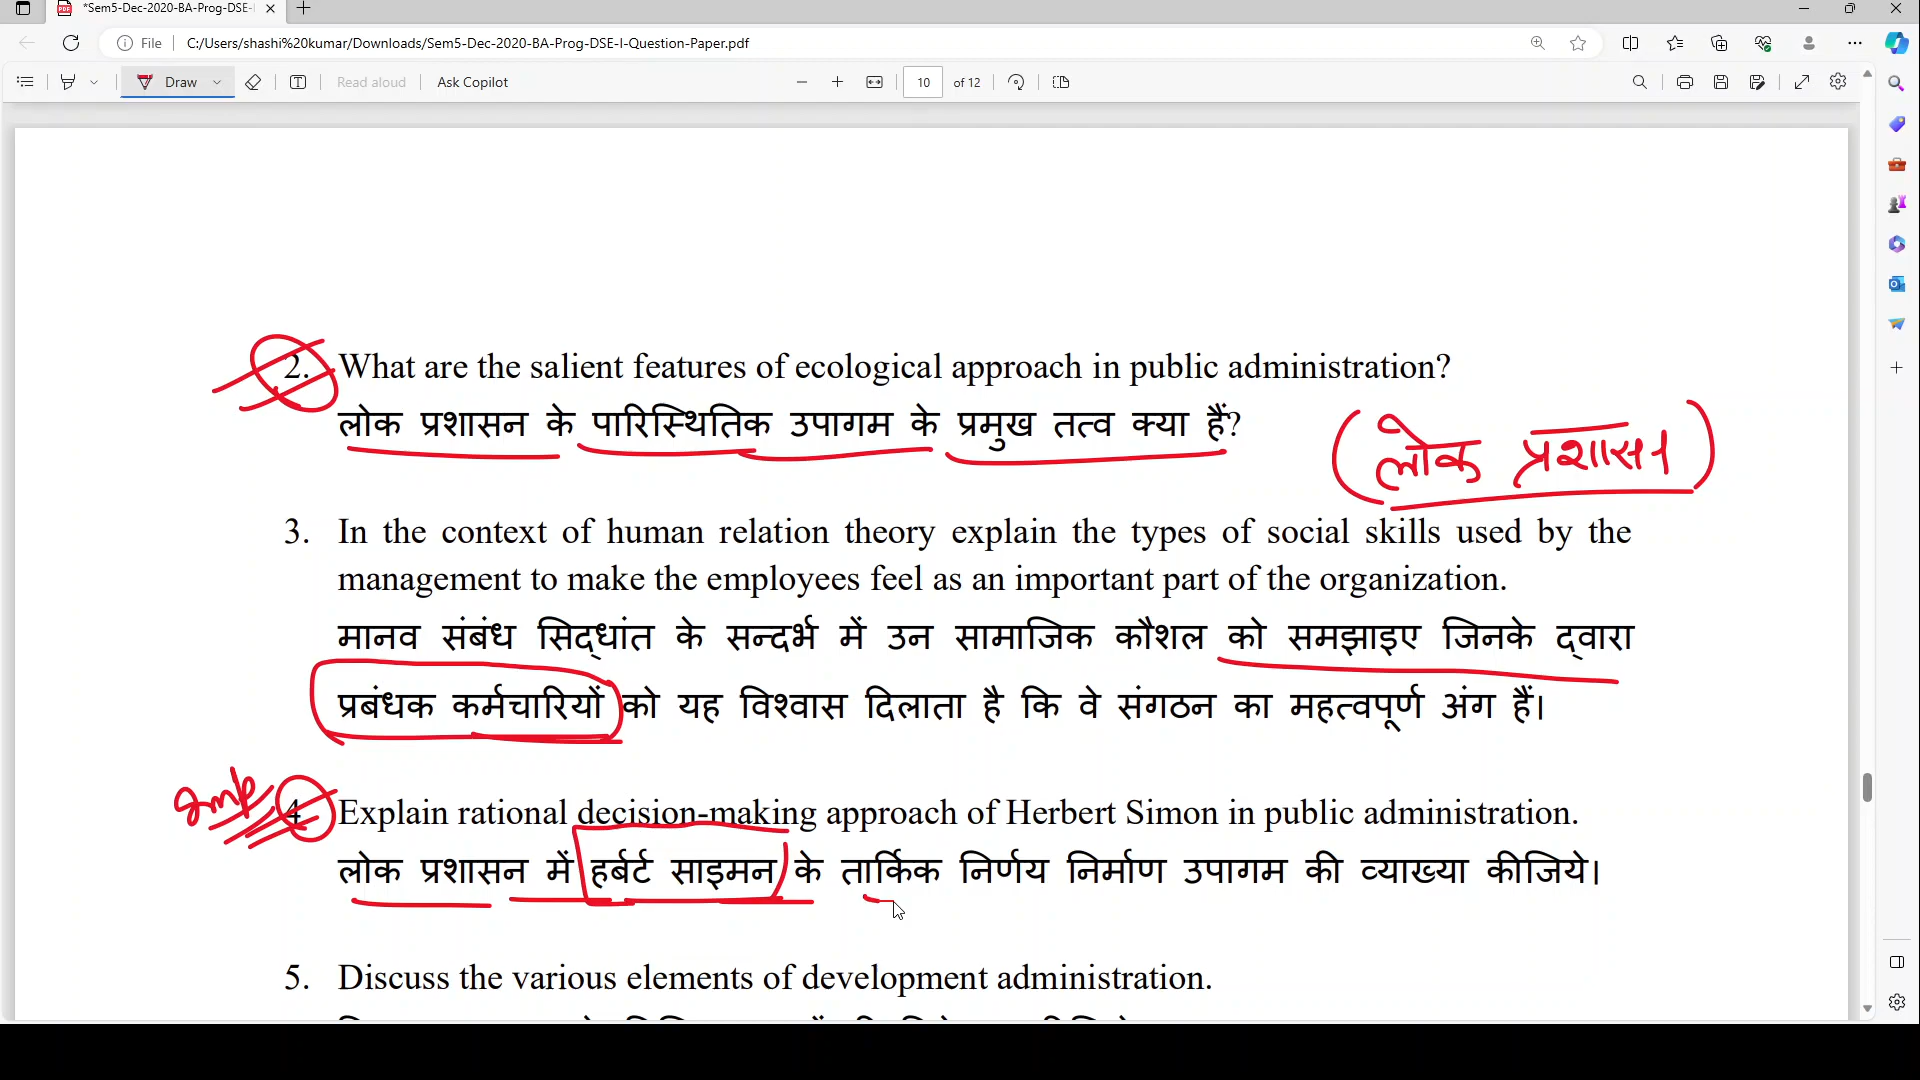 *Sem5-Dec-2020-BA-Prog-DSE-I-
File C:/Users/shashi%20kumar/Downloads/Sem5-Dec-2020-BA-Prog-DSE-I-Question-Paper.pdf
Draw Read aloud Ask Copilot 10 of 12
2. What are the salient features of ecological approach in public administration?
लोक प्रशासन के पारिस्थितिक उपागम के प्रमुख तत्व क्या हैं?
(लोक प्रशासन)
3. In the context of human relation theory explain the types of social skills used by the
management to make the employees feel as an important part of the organization.
मानव संबंध सिद्धांत के सन्दर्भ में उन सामाजिक कौशल को समझाइए जिनके द्वारा
प्रबंधक कर्मचारियों को यह विश्वास दिलाता है कि वे संगठन का महत्वपूर्ण अंग हैं।
Imp
4. Explain rational decision-making approach of Herbert Simon in public administration.
लोक प्रशासन में हर्बर्ट साइमन के तार्किक निर्णय निर्माण उपागम की व्याख्या कीजिये।
5. Discuss the various elements of development administration.